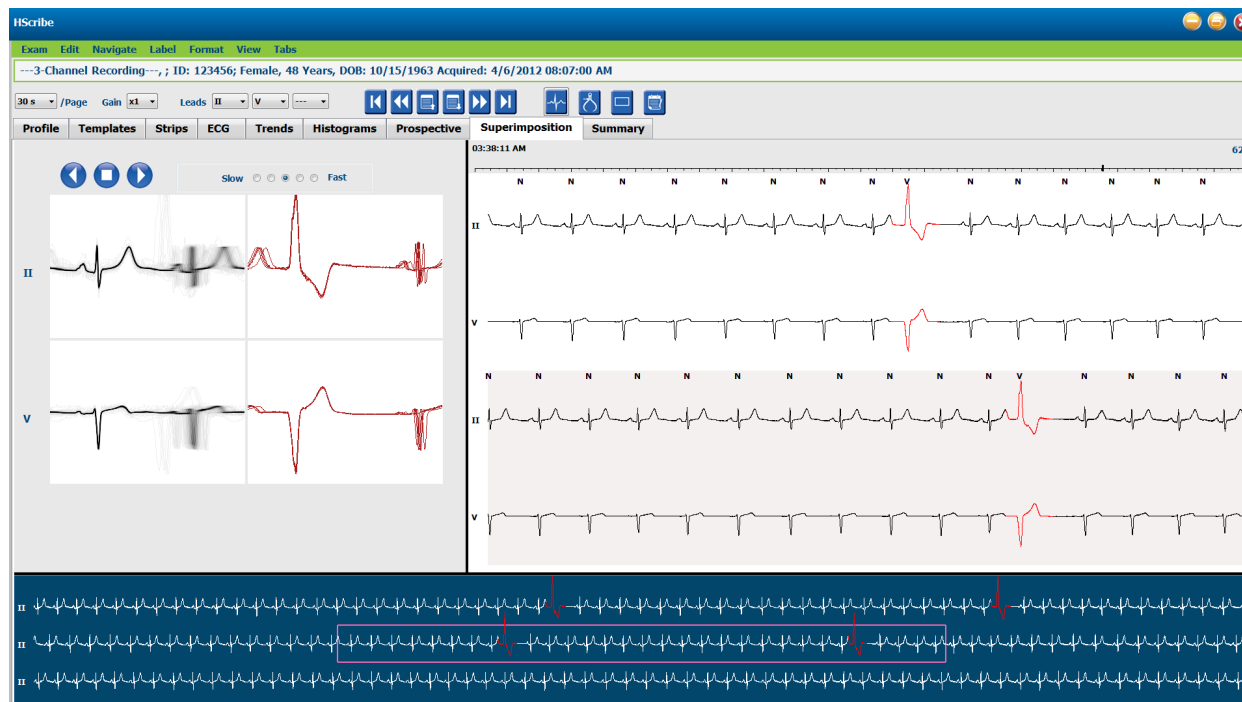 HScribe
Exam Edit Navigate Label Format View Tabs
---3-Channel Recording---, ; ID: 123456; Female, 48 Years, DOB: 10/15/1963 Acquired: 4/6/2012 08:07:00 AM
30 s /Page Gain x1 Leads II V ---
Profile Templates Strips ECG Trends Histograms Prospective Superimposition Summary
03:38:11 AM 62
Slow Fast
N N N N N N N N V N N N N N N
II
V
N N N N N N N N N N N V N N N N
II
V
II
V
II
II
II